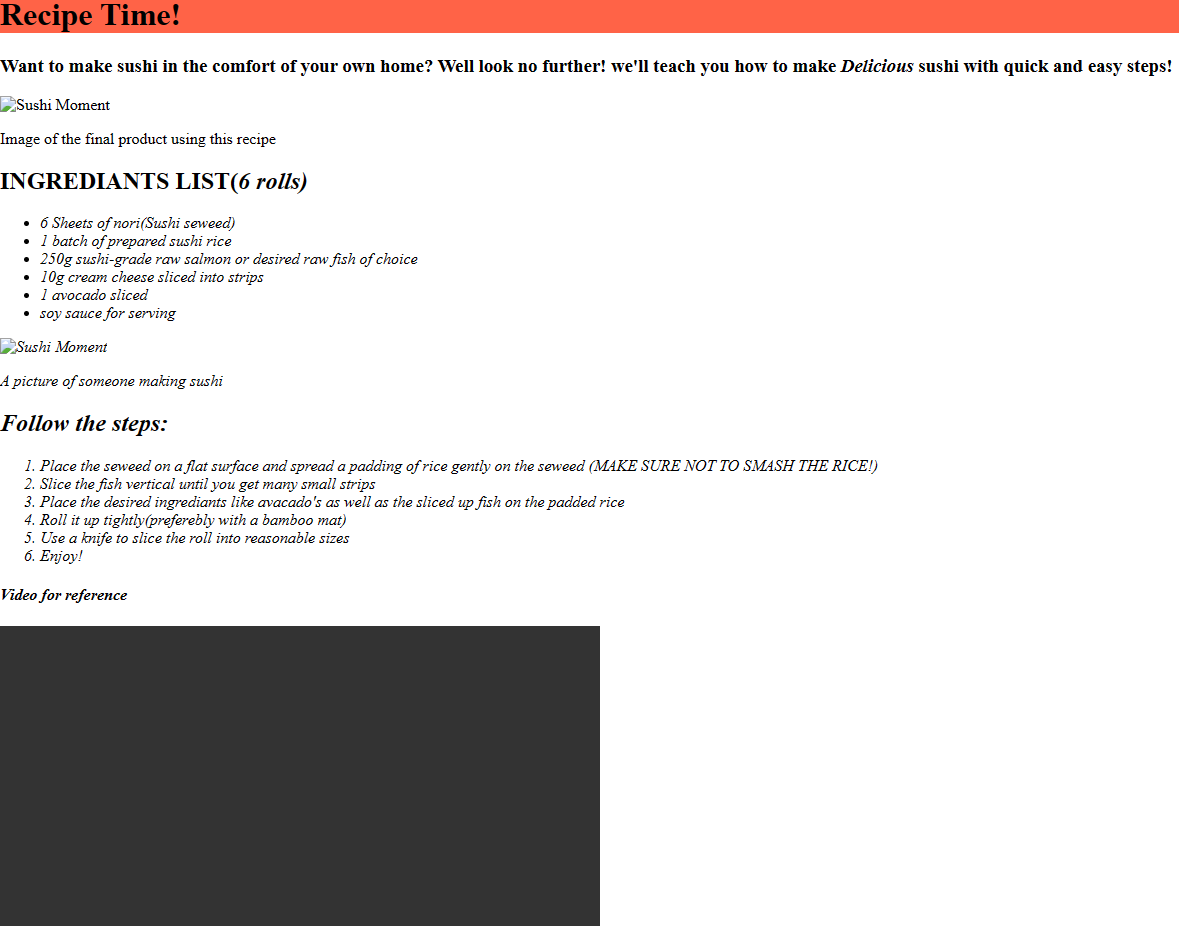 Recipe Time!
Want to make sushi in the comfort of your own home? Well look no further! we'll teach you how to make Delicious sushi with quick and easy steps!
Sushi Moment
Image of the final product using this recipe
INGREDIANTS LIST(6 rolls)
6 Sheets of nori(Sushi seweed)
1 batch of prepared sushi rice
250g sushi-grade raw salmon or desired raw fish of choice
10g cream cheese sliced into strips
1 avocado sliced
soy sauce for serving
Sushi Moment
A picture of someone making sushi
Follow the steps:
1. Place the seweed on a flat surface and spread a padding of rice gently on the seweed (MAKE SURE NOT TO SMASH THE RICE!)
2. Slice the fish vertical until you get many small strips
3. Place the desired ingrediants like avacado's as well as the sliced up fish on the padded rice
4. Roll it up tightly(preferebly with a bamboo mat)
5. Use a knife to slice the roll into reasonable sizes
6. Enjoy!
Video for reference